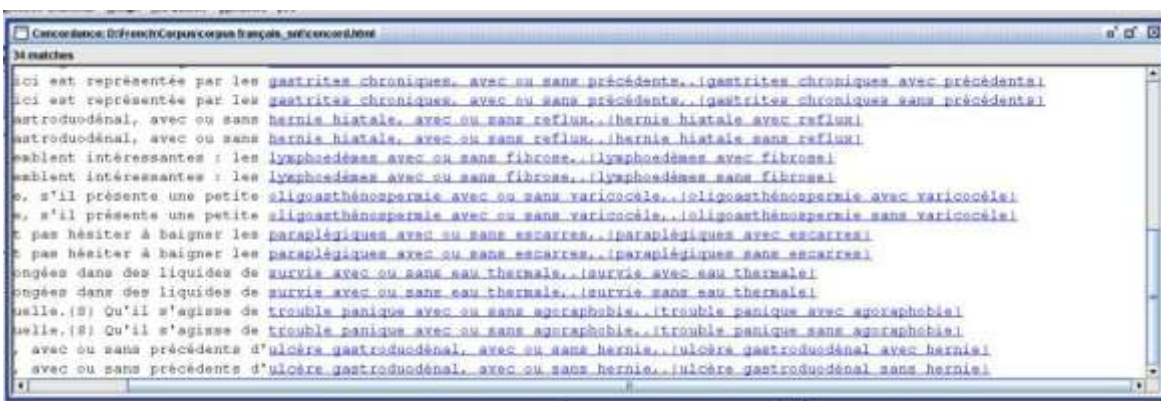 Concordance: D:\French\Corpus\corpus français_snt\concord.html
34 matches
ici est représentée par les gastrites chroniques, avec ou sans précédents,.[gastrites chroniques avec précédents]
ici est représentée par les gastrites chroniques, avec ou sans précédents,.[gastrites chroniques sans précédents]
astroduodénal, avec ou sans hernie hiatale, avec ou sans reflux,.[hernie hiatale avec reflux]
astroduodénal, avec ou sans hernie hiatale, avec ou sans reflux,.[hernie hiatale sans reflux]
emblent intéressantes : les lymphoedèmes avec ou sans fibrose,.[lymphoedèmes avec fibrose]
emblent intéressantes : les lymphoedèmes avec ou sans fibrose,.[lymphoedèmes sans fibrose]
e, s'il présente une petite oligoasthénospermie avec ou sans varicocèle,.[oligoasthénospermie avec varicocèle]
e, s'il présente une petite oligoasthénospermie avec ou sans varicocèle,.[oligoasthénospermie sans varicocèle]
t pas hésiter à baigner les paraplégiques avec ou sans escarres,.[paraplégiques avec escarres]
t pas hésiter à baigner les paraplégiques avec ou sans escarres,.[paraplégiques sans escarres]
ongées dans des liquides de survie avec ou sans eau thermale,.[survie avec eau thermale]
ongées dans des liquides de survie avec ou sans eau thermale,.[survie sans eau thermale]
uelle.{S} Qu'il s'agisse de trouble panique avec ou sans agoraphobie,.[trouble panique avec agoraphobie]
uelle.{S} Qu'il s'agisse de trouble panique avec ou sans agoraphobie,.[trouble panique sans agoraphobie]
, avec ou sans précédents d'ulcère gastroduodénal, avec ou sans hernie,.[ulcère gastroduodénal avec hernie]
, avec ou sans précédents d'ulcère gastroduodénal, avec ou sans hernie,.[ulcère gastroduodénal sans hernie]